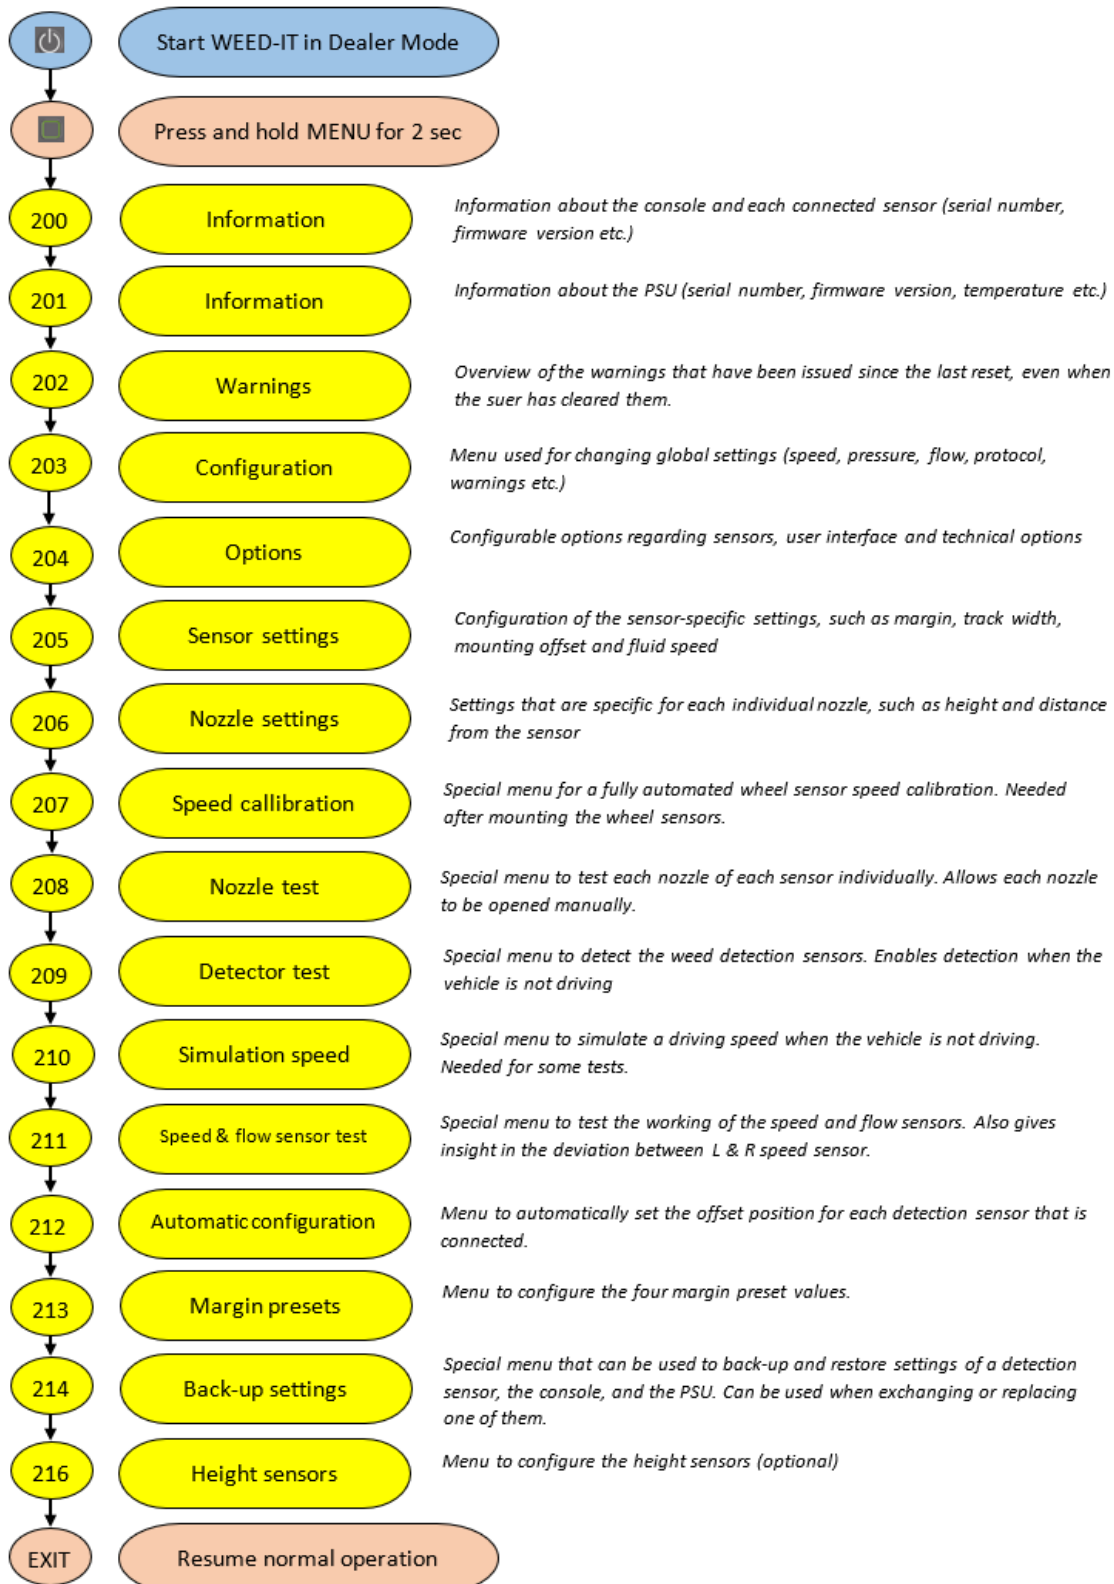 Start WEED-IT in Dealer Mode
Press and hold MENU for 2 sec
200
Information
Information about the console and each connected sensor (serial number,
firmware version etc.)
201
Information
Information about the PSU (serial number, firmware version, temperature etc.)
202
Warnings
Overview of the warnings that have been issued since the last reset, even when
the suer has cleared them.
203
Configuration
Menu used for changing global settings (speed, pressure, flow, protocol,
warnings etc.)
204
Options
Configurable options regarding sensors, user interface and technical options
205
Sensor settings
Configuration of the sensor-specific settings, such as margin, track width,
mounting offset and fluid speed
206
Nozzle settings
Settings that are specific for each individual nozzle, such as height and distance
from the sensor
207
Speed callibration
Special menu for a fully automated wheel sensor speed calibration. Needed
after mounting the wheel sensors.
208
Nozzle test
Special menu to test each nozzle of each sensor individually. Allows each nozzle
to be opened manually.
209
Detector test
Special menu to detect the weed detection sensors. Enables detection when the
vehicle is not driving
210
Simulation speed
Special menu to simulate a driving speed when the vehicle is not driving.
Needed for some tests.
211
Speed & flow sensor test
Special menu to test the working of the speed and flow sensors. Also gives
insight in the deviation between L & R speed sensor.
212
Automatic configuration
Menu to automatically set the offset position for each detection sensor that is
connected.
213
Margin presets
Menu to configure the four margin preset values.
214
Back-up settings
Special menu that can be used to back-up and restore settings of a detection
sensor, the console, and the PSU. Can be used when exchanging or replacing
one of them.
216
Height sensors
Menu to configure the height sensors (optional)
EXIT
Resume normal operation